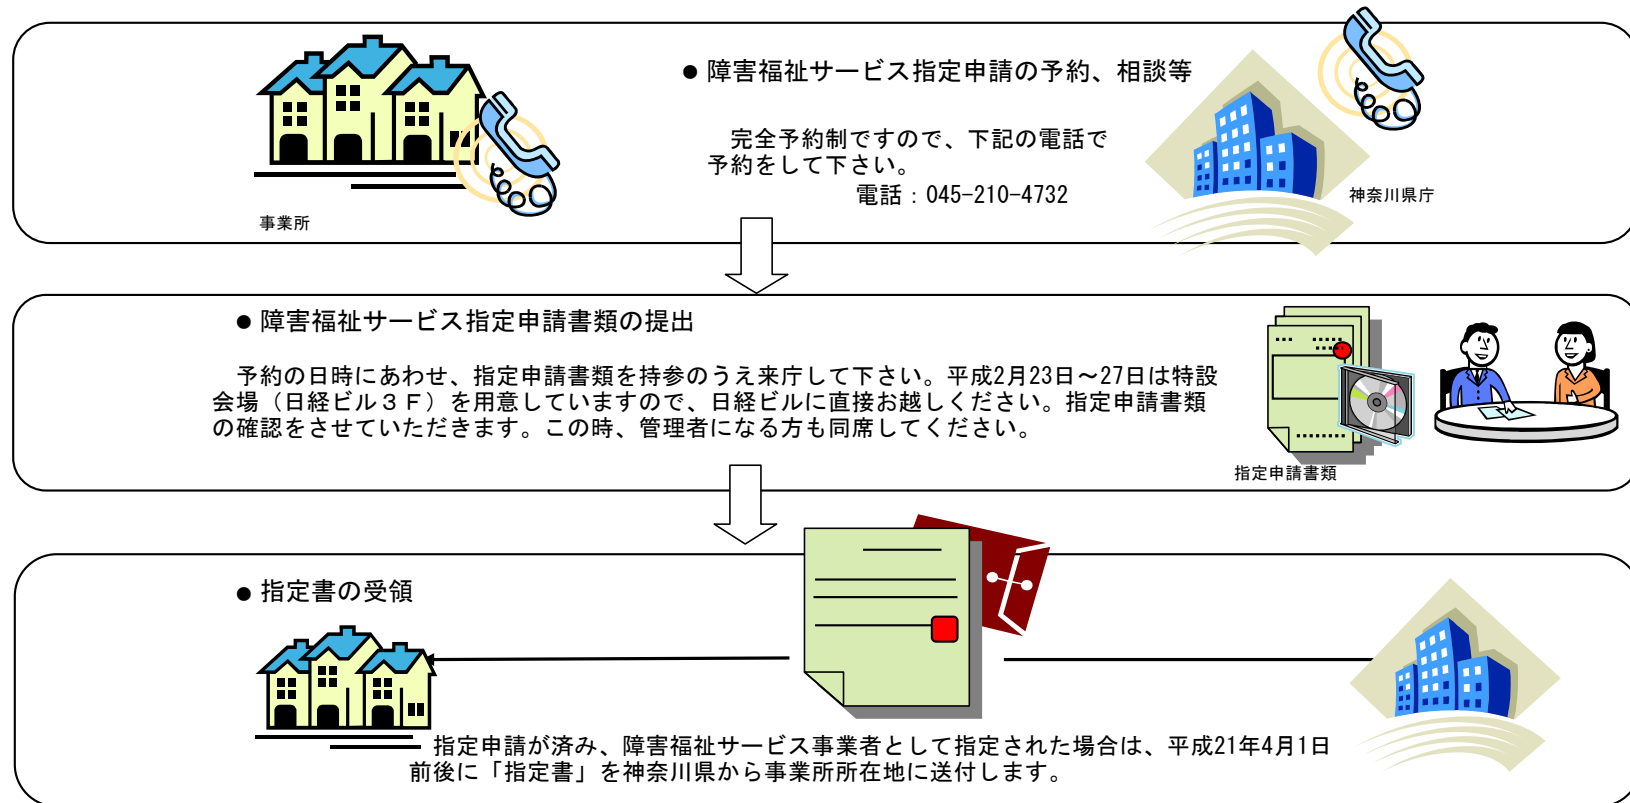 ●障害福祉サービス指定申請の予約、相談等
完全予約制ですので、下記の電話で
予約をして下さい。
電話：045-210-4732
事業所
神奈川県庁
●障害福祉サービス指定申請書類の提出
予約の日時にあわせ、指定申請書類を持参のうえ来庁して下さい。平成2月23日～27日は特設
会場（日経ビル３Ｆ）を用意していますので、日経ビルに直接お越しください。指定申請書類
の確認をさせていただきます。この時、管理者になる方も同席してください。
指定申請書類
●指定書の受領
指定申請が済み、障害福祉サービス事業者として指定された場合は、平成21年4月1日
前後に「指定書」を神奈川県から事業所所在地に送付します。